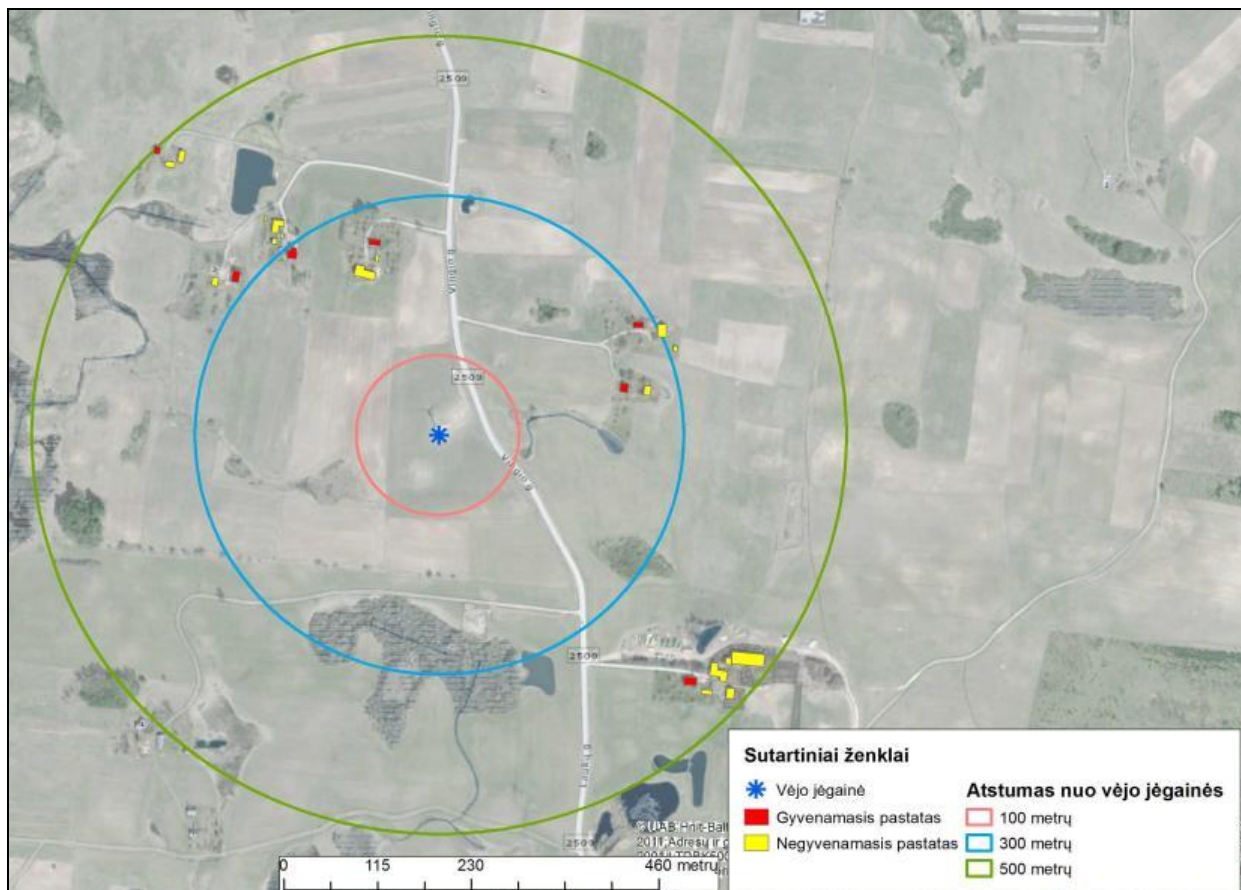 2509
2509
2509
2509
Sutartiniai ženklai
Vėjo jėgainė
Gyvenamasis pastatas
Negyvenamasis pastatas
Atstumas nuo vėjo jėgainės
100 metrų
300 metrų
500 metrų
0 115 230 460 metrų